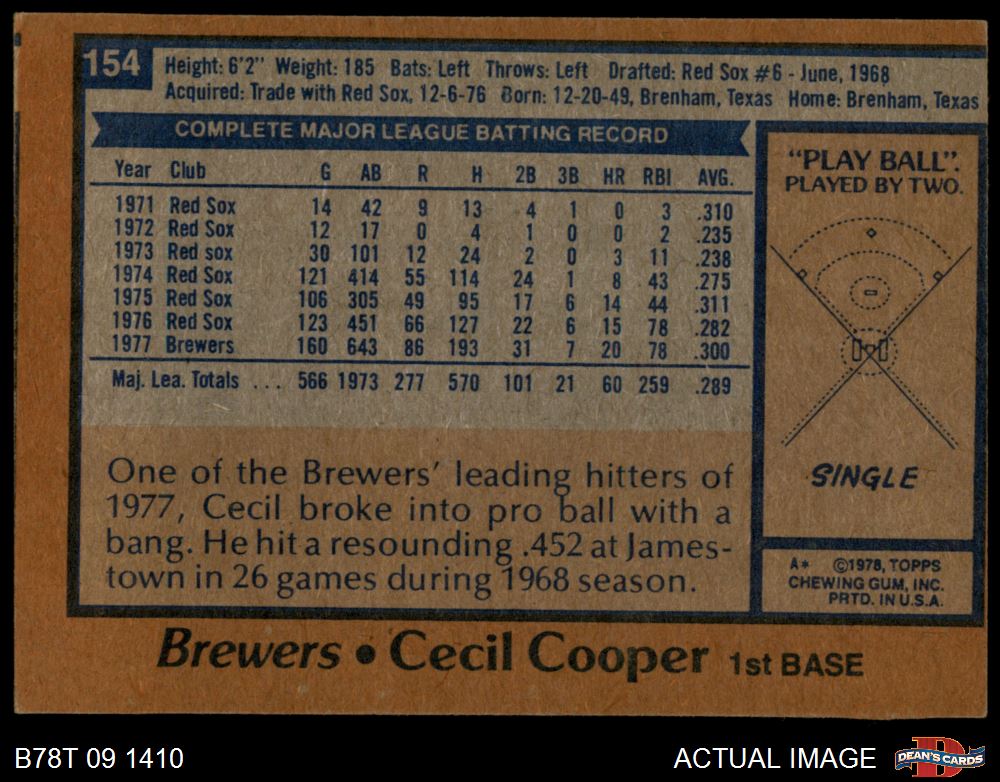 154
Height: 6'2" Weight: 185 Bats: Left Throws: Left Drafted: Red Sox #6 - June, 1968
Acquired: Trade with Red Sox, 12-6-76 Born: 12-20-49, Brenham, Texas Home: Brenham, Texas
COMPLETE MAJOR LEAGUE BATTING RECORD
Year Club G AB R H 2B 3B HR RBI AVG.
1971 Red Sox 14 42 9 13 4 1 0 3 .310
1972 Red Sox 12 17 0 4 1 0 0 2 .235
1973 Red sox 30 101 12 24 2 0 3 11 .238
1974 Red Sox 121 414 55 114 24 1 8 43 .275
1975 Red Sox 106 305 49 95 17 6 14 44 .311
1976 Red Sox 123 451 66 127 22 6 15 78 .282
1977 Brewers 160 643 86 193 31 7 20 78 .300
Maj. Lea. Totals ... 566 1973 277 570 101 21 60 259 .289
One of the Brewers' leading hitters of
1977, Cecil broke into pro ball with a
bang. He hit a resounding .452 at James-
town in 26 games during 1968 season.
"PLAY BALL".
PLAYED BY TWO.
SINGLE
A* ©1978, TOPPS
CHEWING GUM, INC.
PRTD. IN U.S.A.
Brewers • Cecil Cooper 1st BASE
B78T 09 1410
ACTUAL IMAGE
D
DEAN'S CARDS